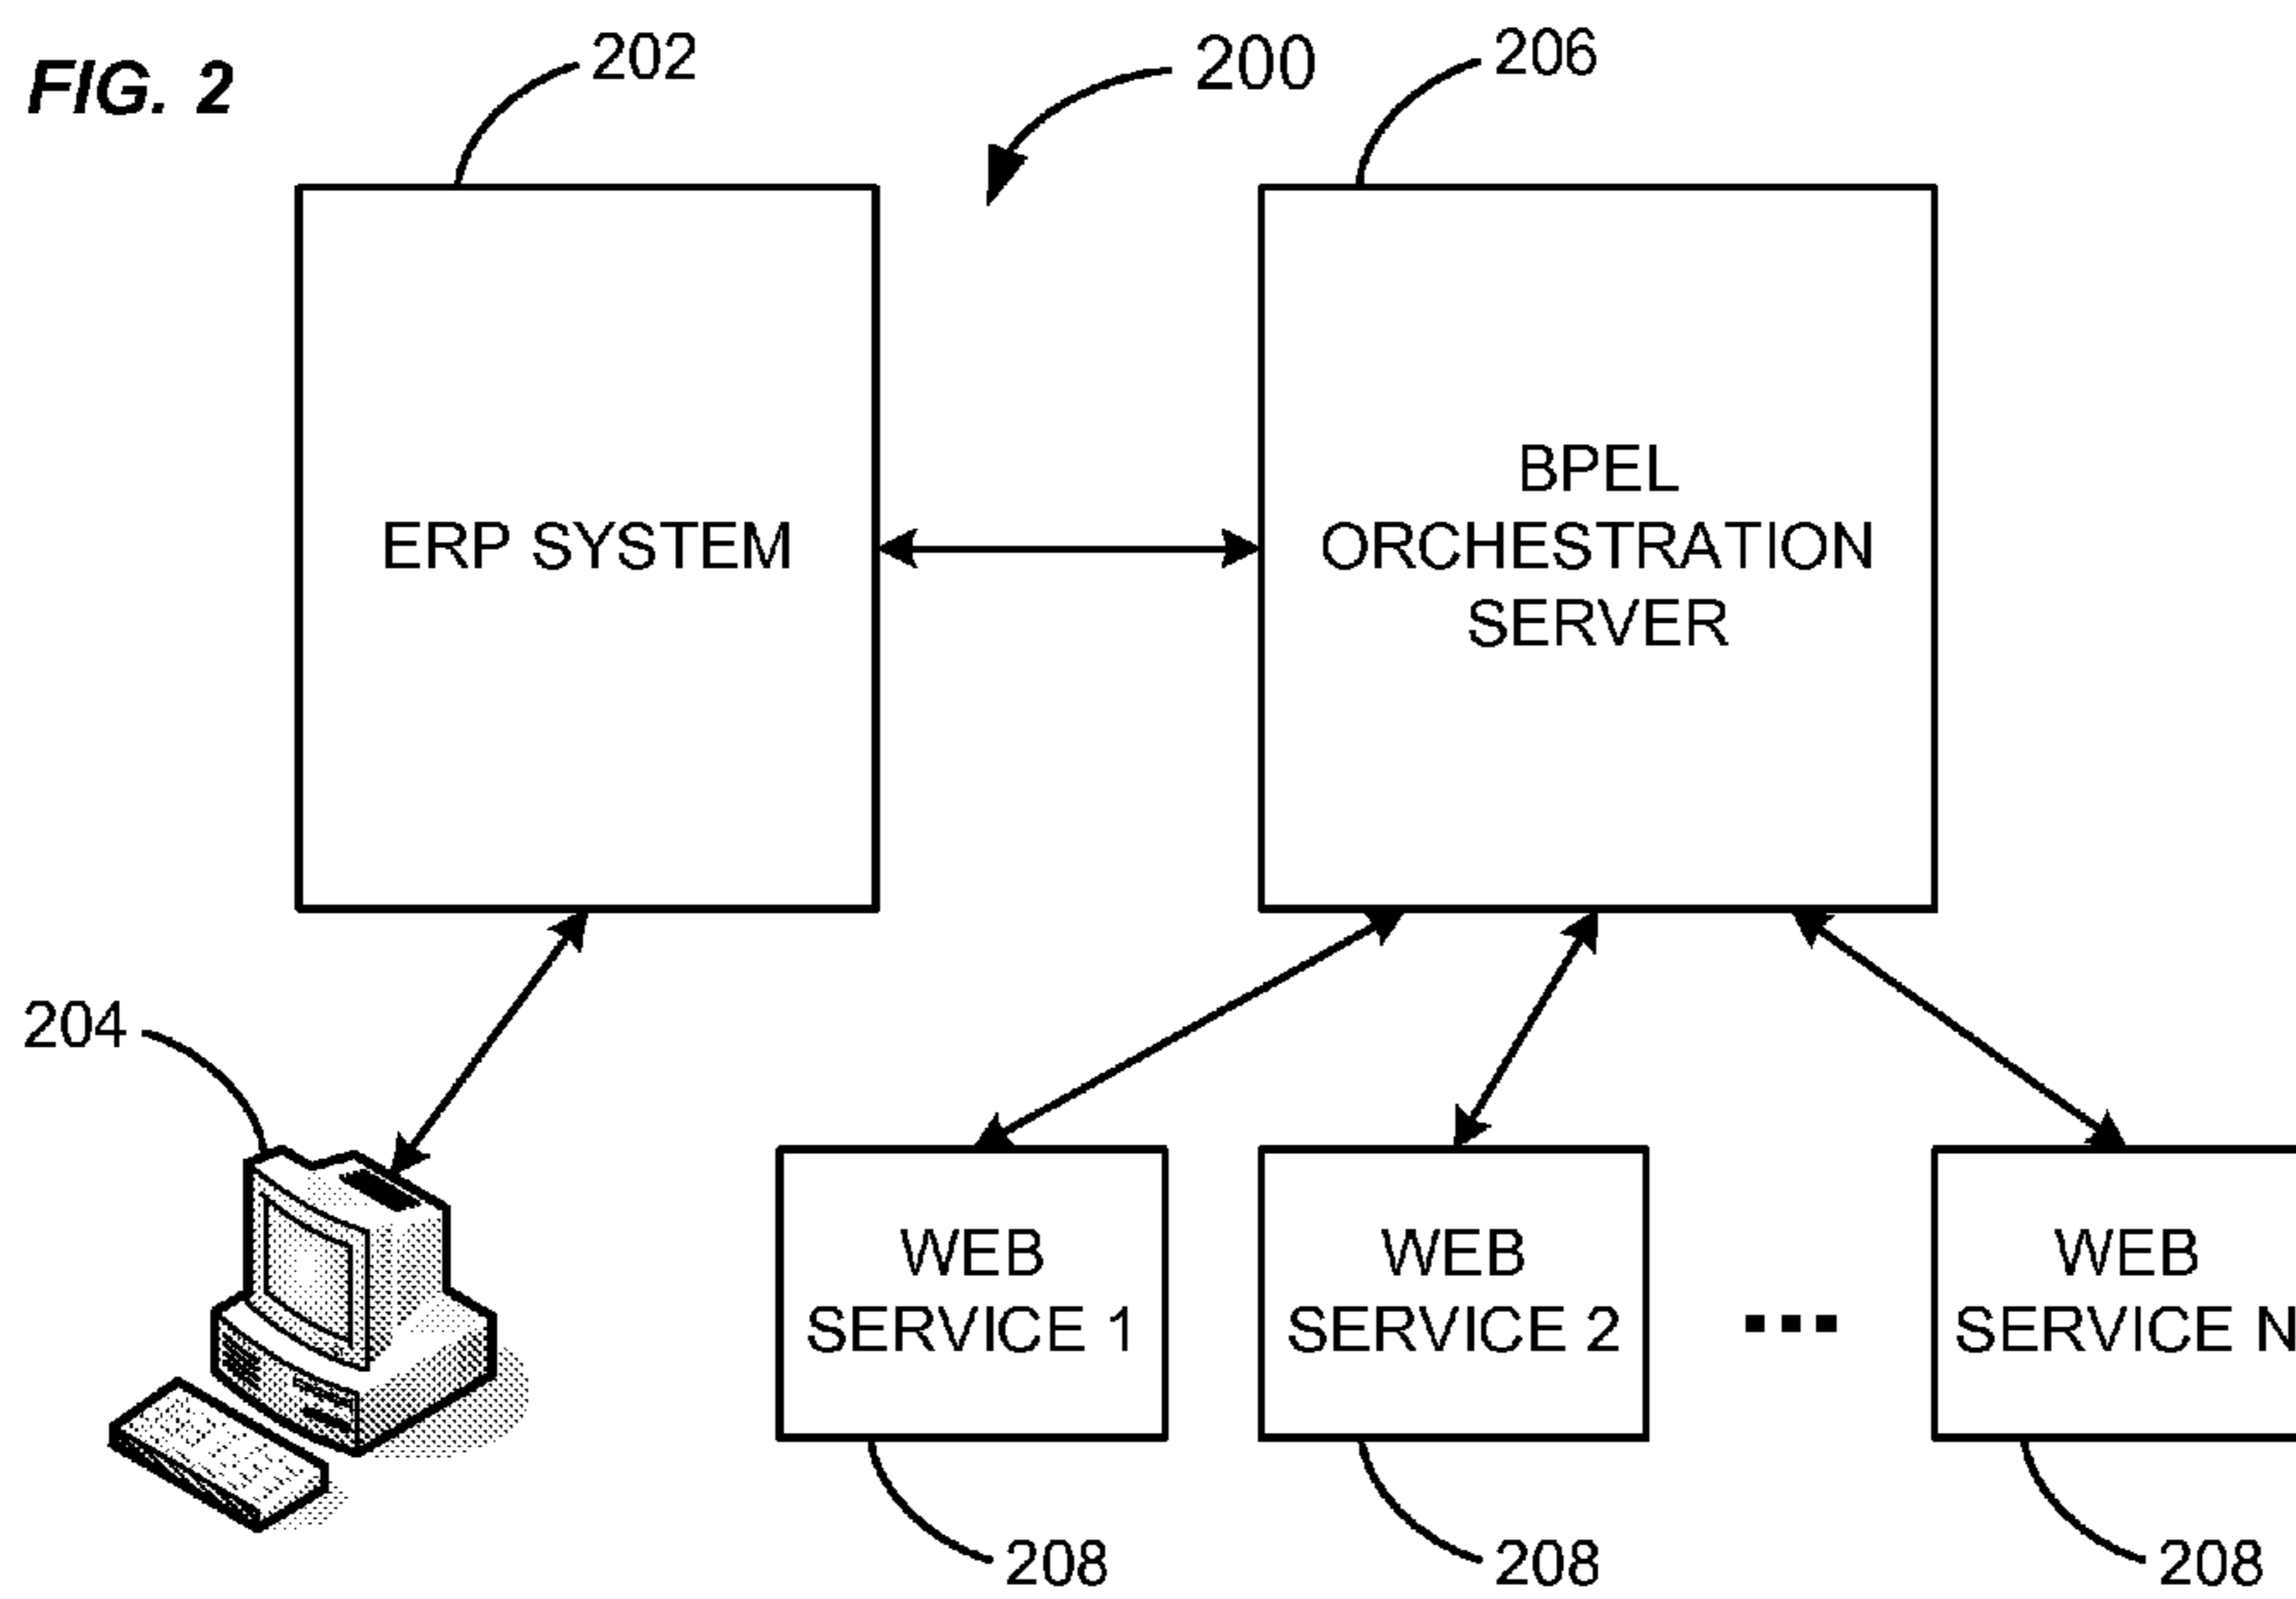 FIG. 2
202
200
206
ERP SYSTEM
BPEL
ORCHESTRATION
SERVER
204
WEB
SERVICE 1
WEB
SERVICE 2
WEB
SERVICE N
208
208
208